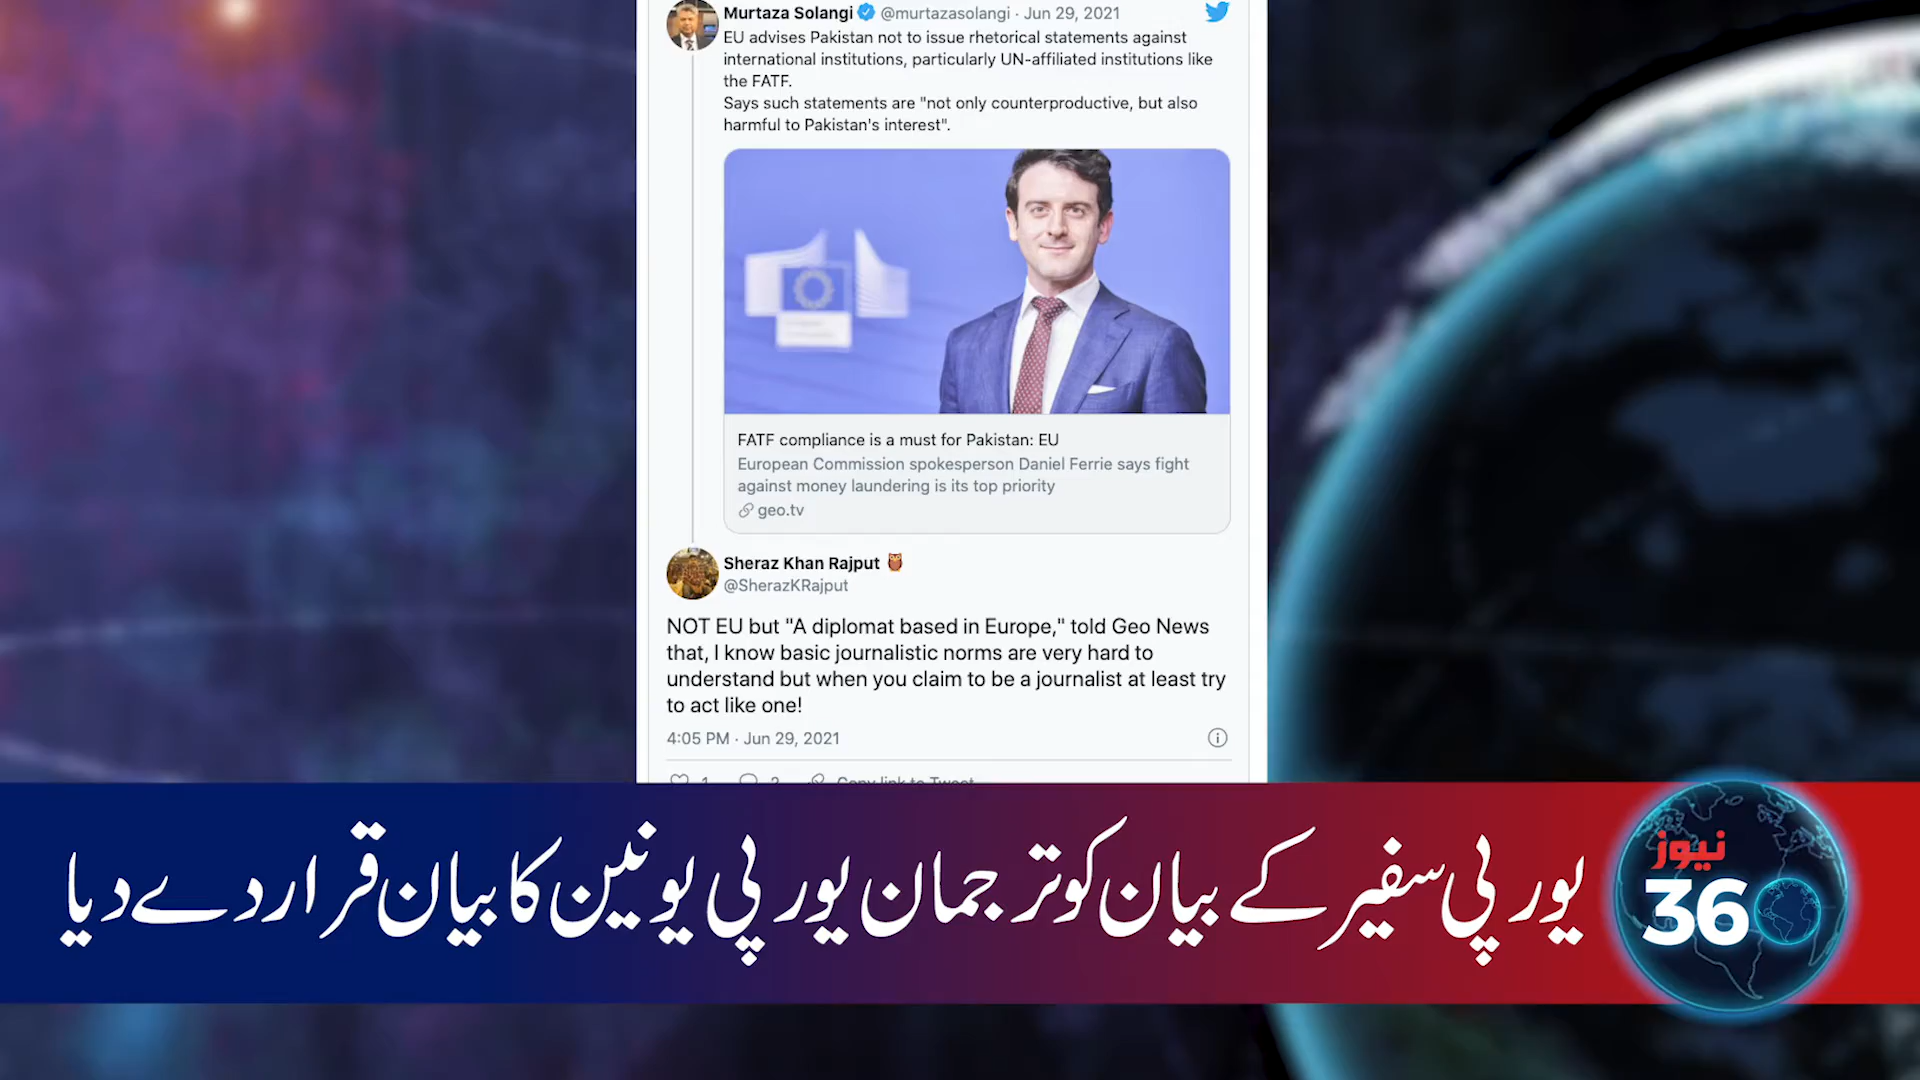 Murtaza Solangi @murtazasolangi · Jun 29, 2021
EU advises Pakistan not to issue rhetorical statements against
international institutions, particularly UN-affiliated institutions like
the FATF.
Says such statements are "not only counterproductive, but also
harmful to Pakistan's interest".
FATF compliance is a must for Pakistan: EU
European Commission spokesperson Daniel Ferrie says fight
against money laundering is its top priority
geo.tv
Sheraz Khan Rajput
@SherazKRajput
NOT EU but "A diplomat based in Europe," told Geo News
that, I know basic journalistic norms are very hard to
understand but when you claim to be a journalist at least try
to act like one!
4:05 PM · Jun 29, 2021
Copy link to Tweet
یورپی سفیر کے بیان کو ترجمان یورپی یونین کا بیان قرار دے دیا
نیوز
36